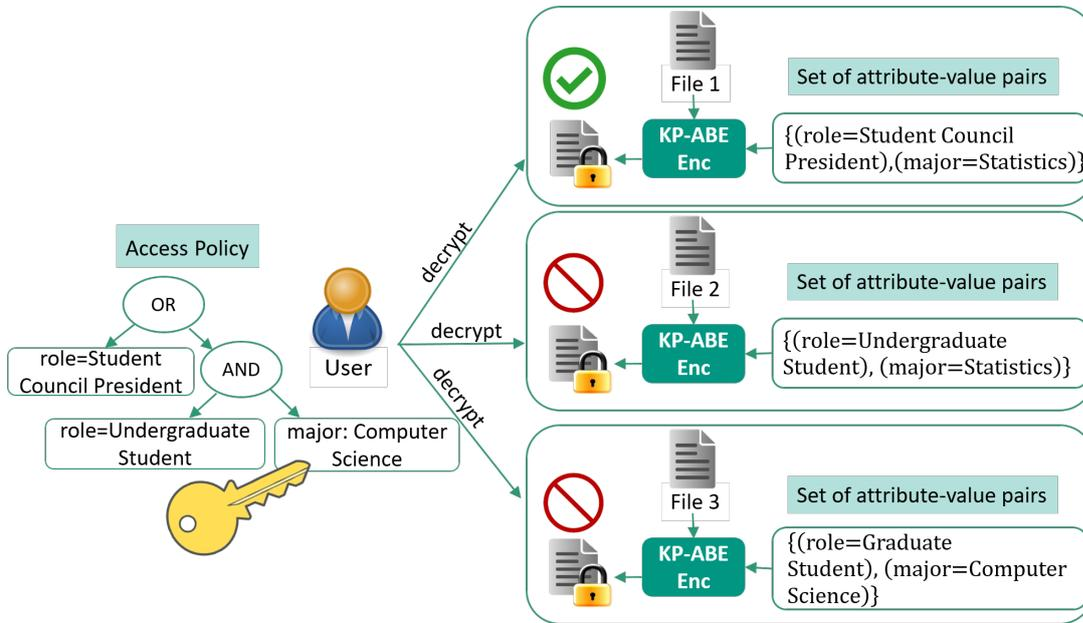 Access Policy
OR
role=Student
Council President
AND
role=Undergraduate
Student
major: Computer
Science
User
decrypt
decrypt
decrypt
File 1
Set of attribute-value pairs
KP-ABE
Enc
{(role=Student Council
President),(major=Statistics)}
File 2
Set of attribute-value pairs
KP-ABE
Enc
{(role=Undergraduate
Student), (major=Statistics)}
File 3
Set of attribute-value pairs
KP-ABE
Enc
{(role=Graduate
Student), (major=Computer
Science)}